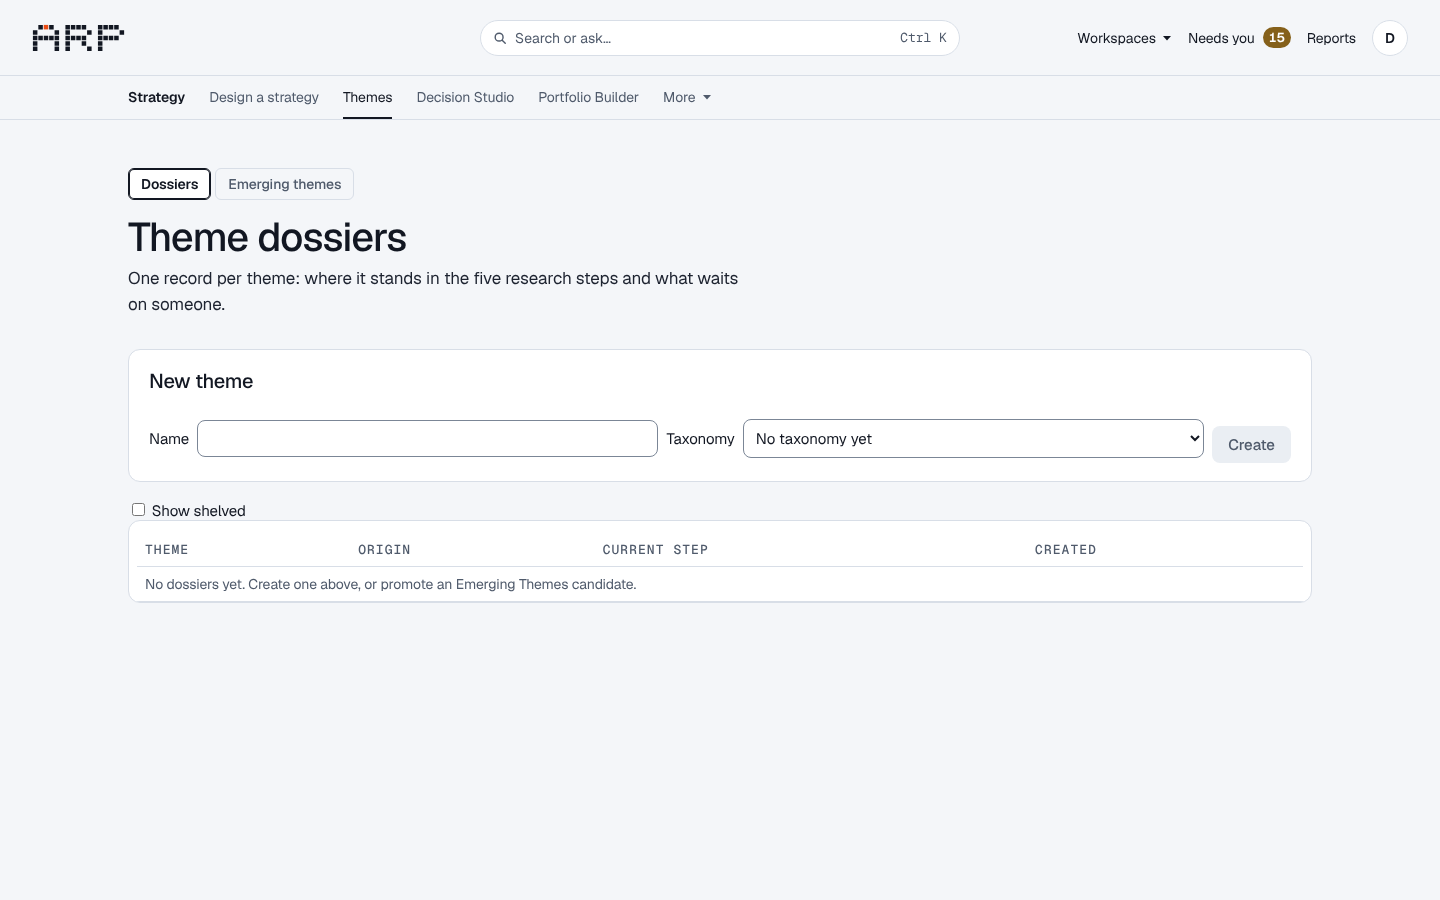 ARP
Search or ask...
Ctrl K
Workspaces
Needs you 15
Reports
D
Strategy
Design a strategy
Themes
Decision Studio
Portfolio Builder
More
Dossiers
Emerging themes
Theme dossiers
One record per theme: where it stands in the five research steps and what waits
on someone.
New theme
Name
Taxonomy
No taxonomy yet
Create
Show shelved
THEME
ORIGIN
CURRENT STEP
CREATED
No dossiers yet. Create one above, or promote an Emerging Themes candidate.